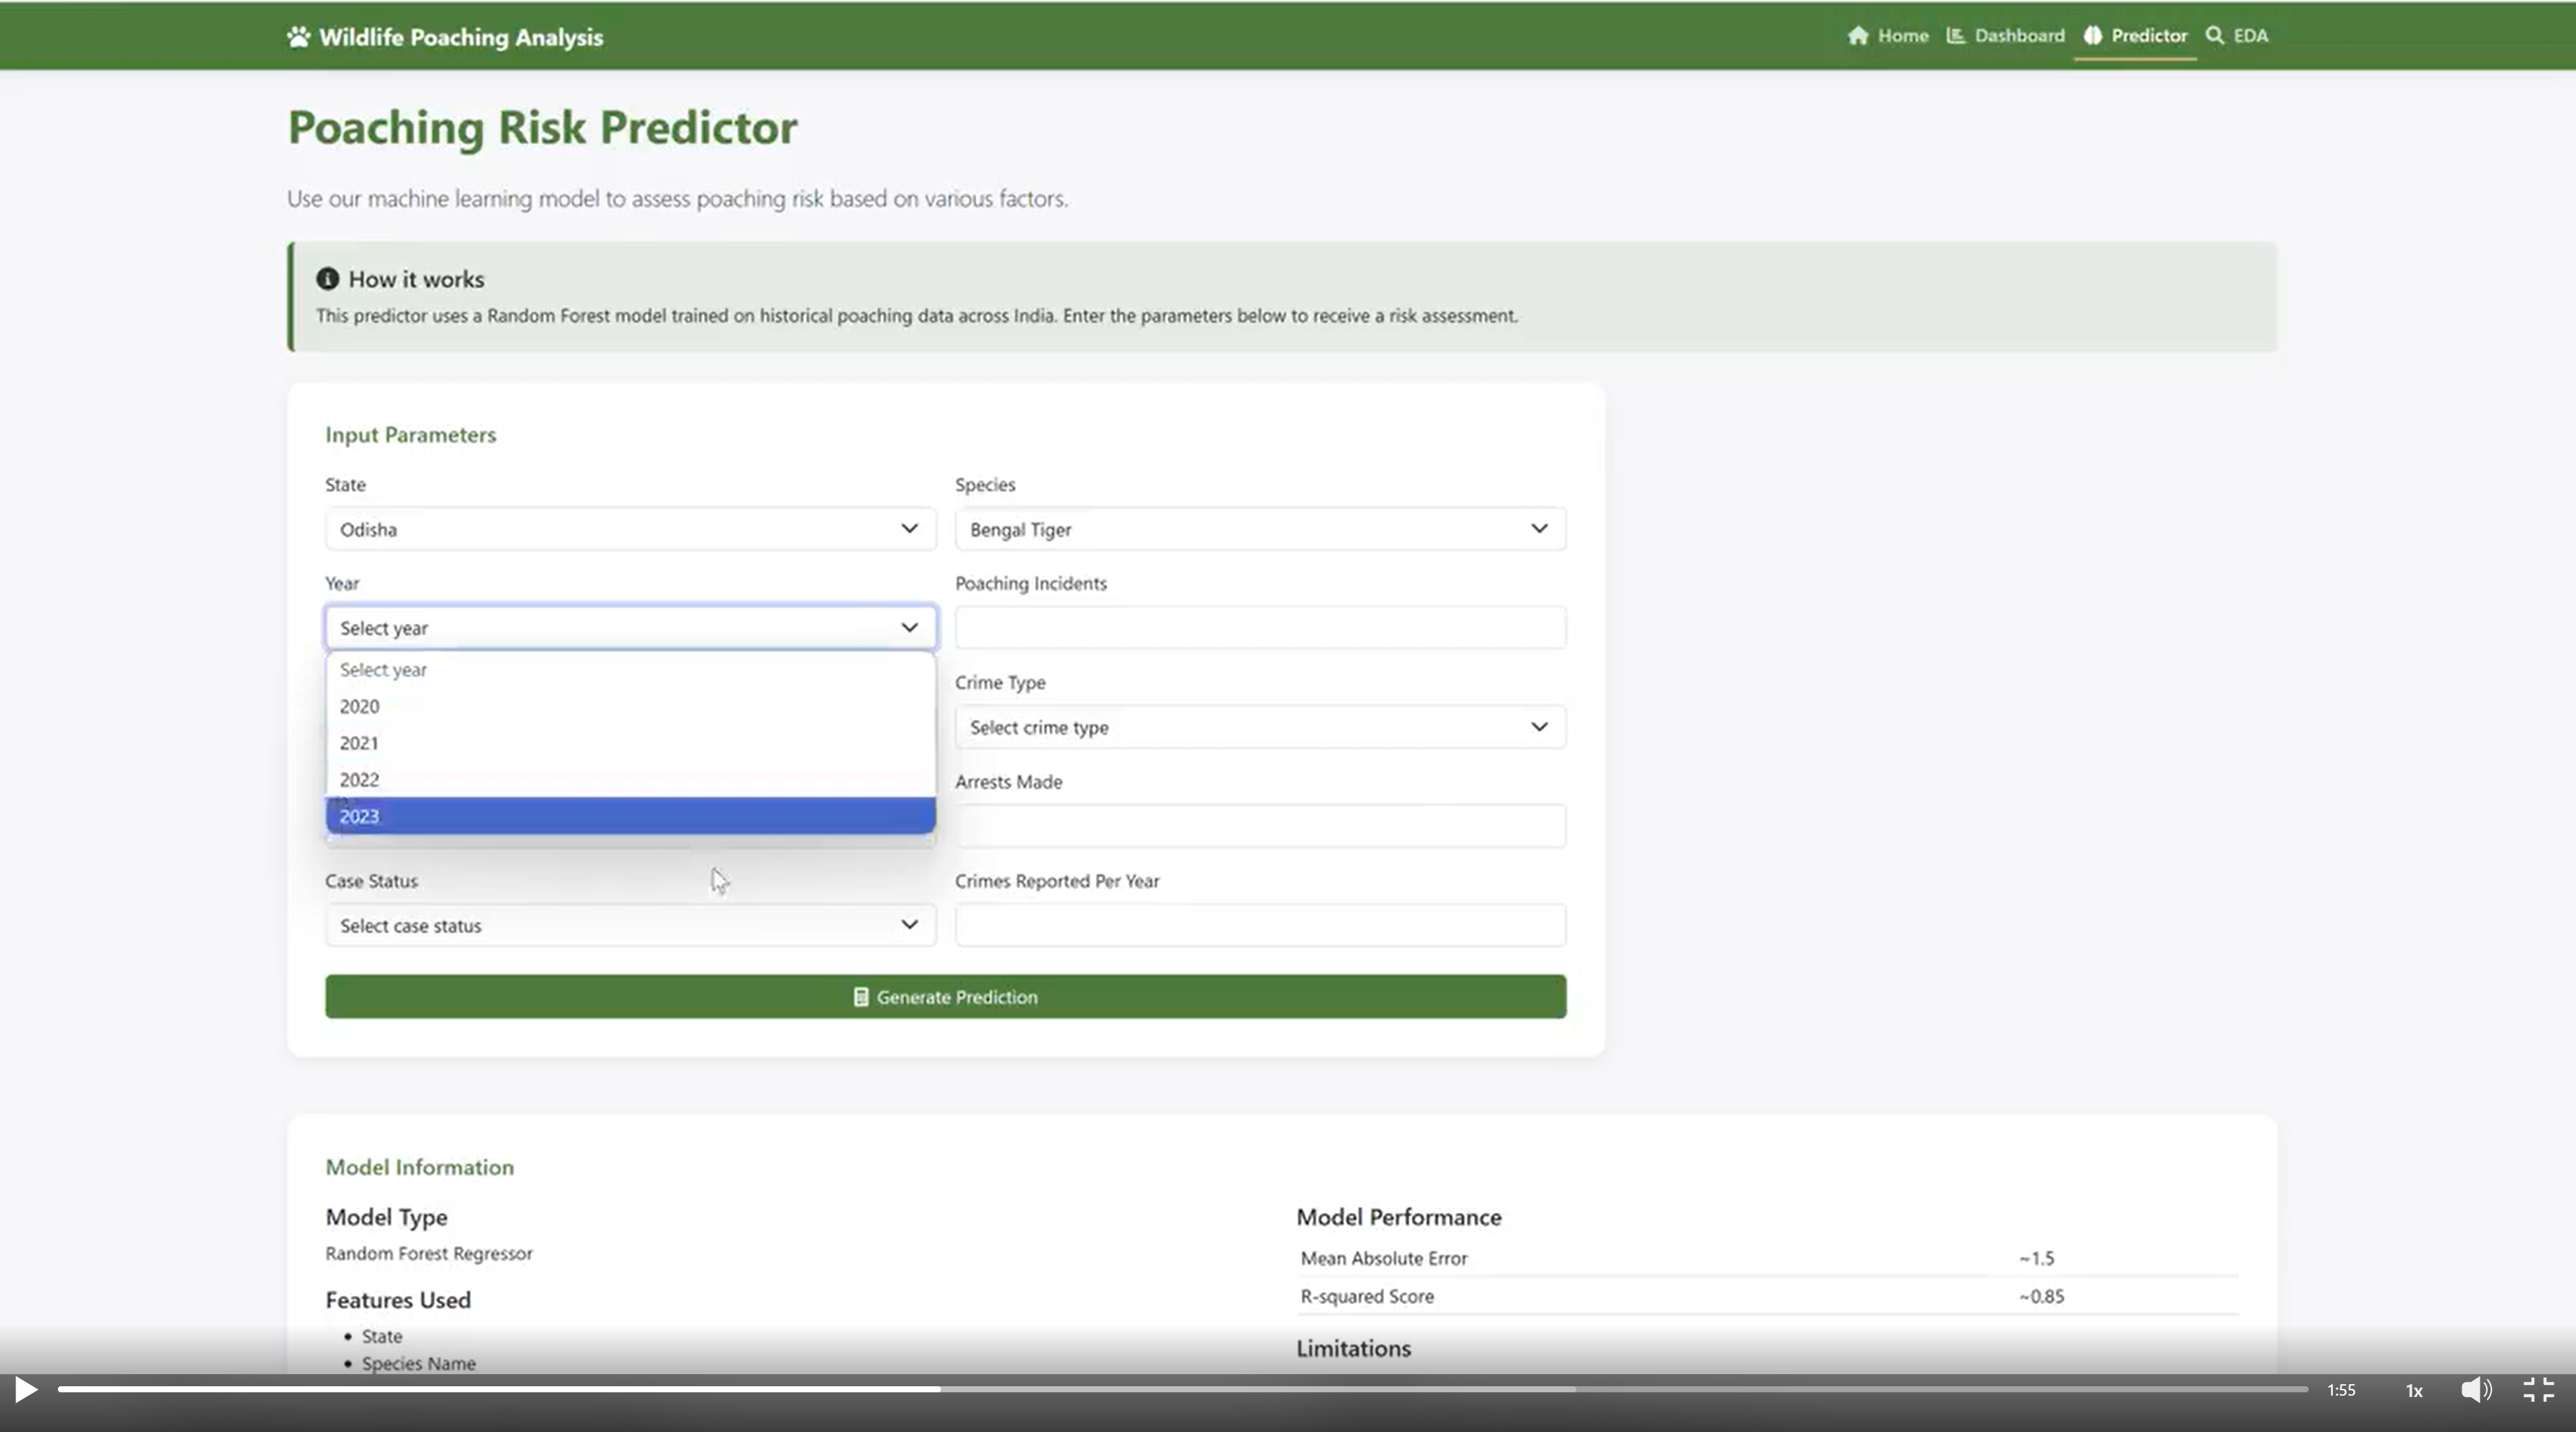 Wildlife Poaching Analysis
Home
Dashboard
Predictor
EDA
Poaching Risk Predictor
Use our machine learning model to assess poaching risk based on various factors.
How it works
This predictor uses a Random Forest model trained on historical poaching data across India. Enter the parameters below to receive a risk assessment.
Input Parameters
State
Species
Odisha
Bengal Tiger
Year
Poaching Incidents
Select year
Select year
2020
2021
2022
2023
Crime Type
Select crime type
Arrests Made
Case Status
Crimes Reported Per Year
Select case status
Generate Prediction
Model Information
Model Type
Random Forest Regressor
Features Used
• State
• Species Name
Model Performance
Mean Absolute Error ~1.5
R-squared Score ~0.85
Limitations
1:55
1x